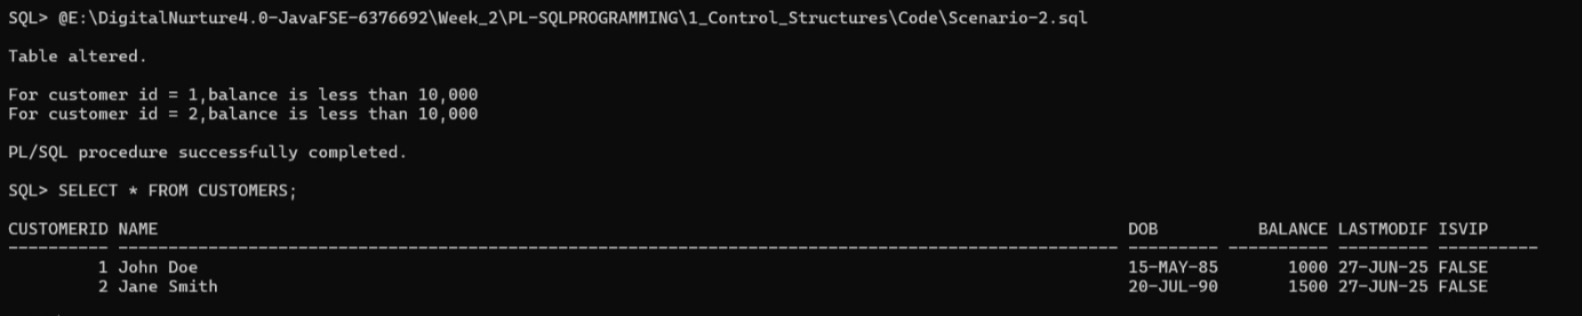 SQL> @E:\DigitalNurture4.0-JavaFSE-6376692\Week_2\PL-SQLPROGRAMMING\1_Control_Structures\Code\Scenario-2.sql
Table altered.
For customer id = 1,balance is less than 10,000
For customer id = 2,balance is less than 10,000
PL/SQL procedure successfully completed.
SQL> SELECT * FROM CUSTOMERS;
CUSTOMERID NAME DOB BALANCE LASTMODIF ISVIP
---------- ---------------------------------------------------------------------------------------------------- --------- ---------- --------- ----------
1 John Doe 15-MAY-85 1000 27-JUN-25 FALSE
2 Jane Smith 20-JUL-90 1500 27-JUN-25 FALSE